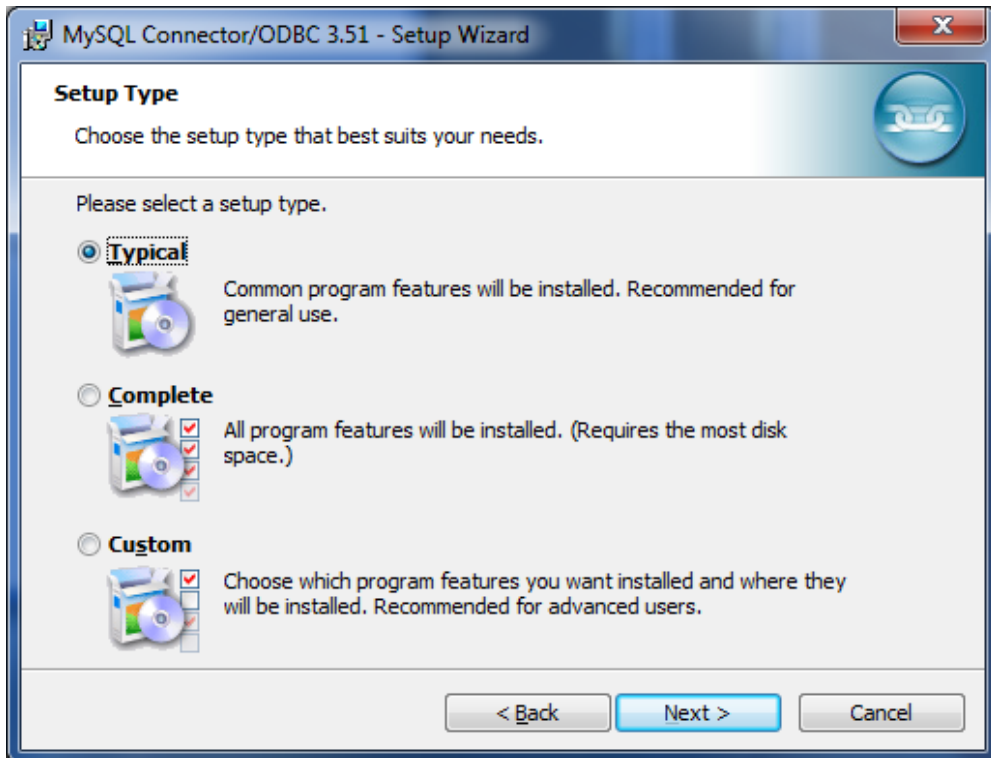 MySQL Connector/ODBC 3.51 - Setup Wizard
Setup Type
Choose the setup type that best suits your needs.
Please select a setup type.
Typical
Common program features will be installed. Recommended for
general use.
Complete
All program features will be installed. (Requires the most disk
space.)
Custom
Choose which program features you want installed and where they
will be installed. Recommended for advanced users.
< Back
Next >
Cancel